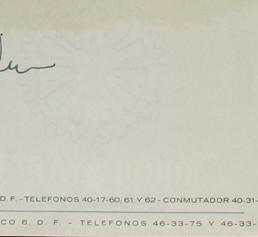 D. F. - TELEFONOS 40-17-60, 61 Y 62 - CONMUTADOR 40-31-
CO 6, D. F. - TELEFONOS 46-33-75 Y 46-33-